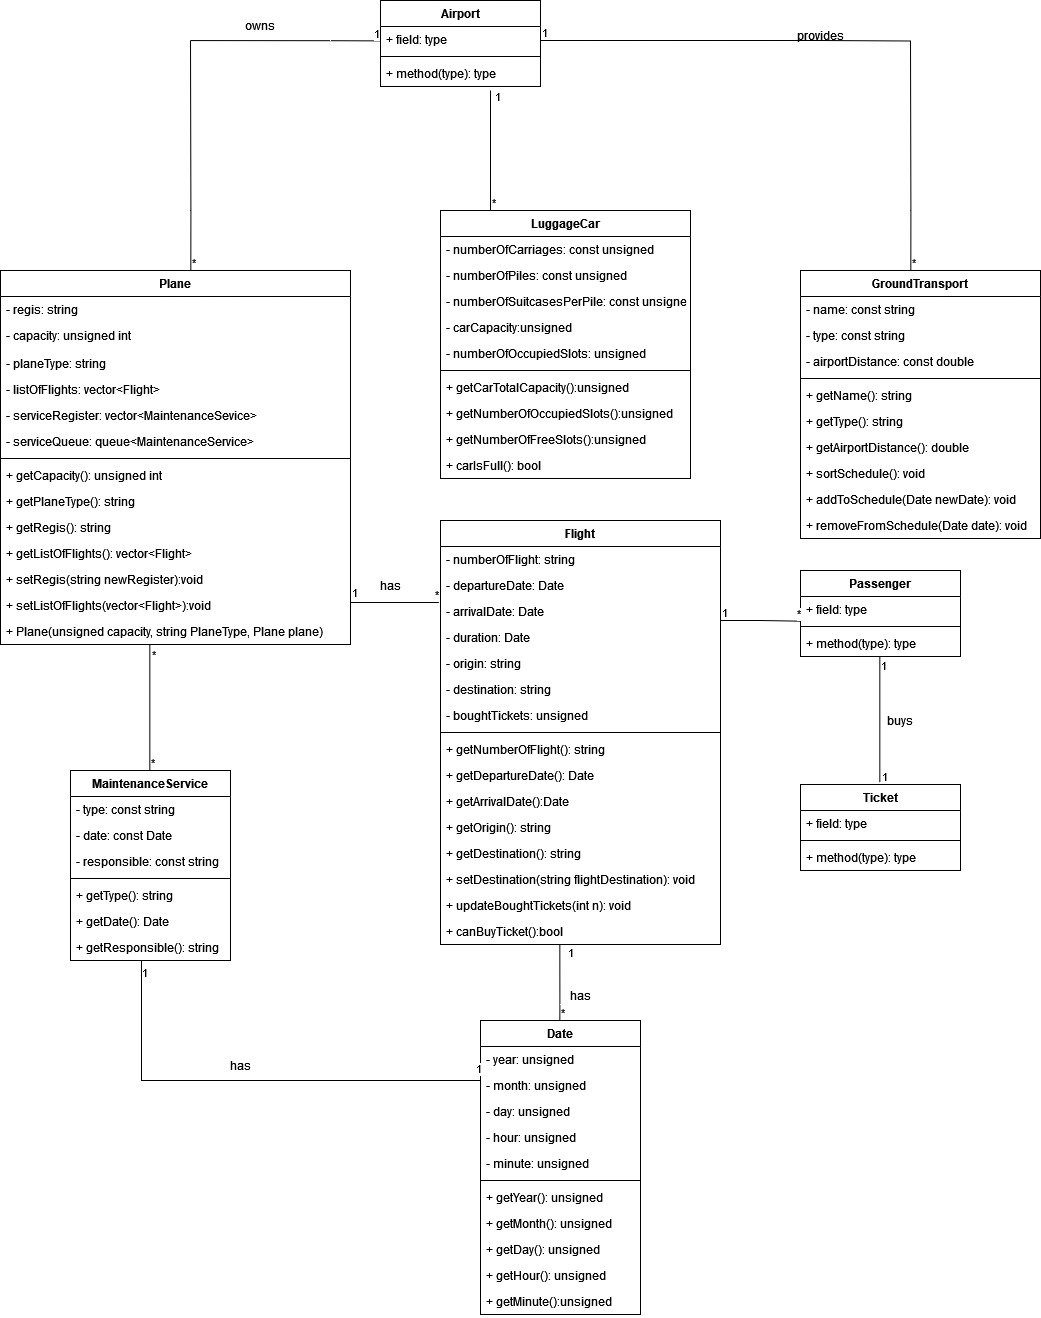 Airport
+ field: type
+ method(type): type
owns
1
1
provides
1
*
*
*
LuggageCar
- numberOfCarriages: const unsigned
- numberOfPiles: const unsigned
- numberOfSuitcasesPerPile: const unsigne
- carCapacity:unsigned
- numberOfOccupiedSlots: unsigned
+ getCarTotalCapacity():unsigned
+ getNumberOfOccupiedSlots():unsigned
+ getNumberOfFreeSlots():unsigned
+ carIsFull(): bool
Plane
- regis: string
- capacity: unsigned int
- planeType: string
- listOfFlights: vector<Flight>
- serviceRegister: vector<MaintenanceSevice>
- serviceQueue: queue<MaintenanceService>
+ getCapacity(): unsigned int
+ getPlaneType(): string
+ getRegis(): string
+ getListOfFlights(): vector<Flight>
+ setRegis(string newRegister):void
+ setListOfFlights(vector<Flight>):void
+ Plane(unsigned capacity, string PlaneType, Plane plane)
GroundTransport
- name: const string
- type: const string
- airportDistance: const double
+ getName(): string
+ getType(): string
+ getAirportDistance(): double
+ sortSchedule(): void
+ addToSchedule(Date newDate): void
+ removeFromSchedule(Date date): void
1
has
*
Flight
- numberOfFlight: string
- departureDate: Date
- arrivalDate: Date
- duration: Date
- origin: string
- destination: string
- boughtTickets: unsigned
+ getNumberOfFlight(): string
+ getDepartureDate(): Date
+ getArrivalDate():Date
+ getOrigin(): string
+ getDestination(): string
+ setDestination(string flightDestination): void
+ updateBoughtTickets(int n): void
+ canBuyTicket():bool
1
*
Passenger
+ field: type
+ method(type): type
1
buys
1
Ticket
+ field: type
+ method(type): type
*
*
MaintenanceService
- type: const string
- date: const Date
- responsible: const string
+ getType(): string
+ getDate(): Date
+ getResponsible(): string
1
has
1
1
has
*
Date
- year: unsigned
- month: unsigned
- day: unsigned
- hour: unsigned
- minute: unsigned
+ getYear(): unsigned
+ getMonth(): unsigned
+ getDay(): unsigned
+ getHour(): unsigned
+ getMinute():unsigned